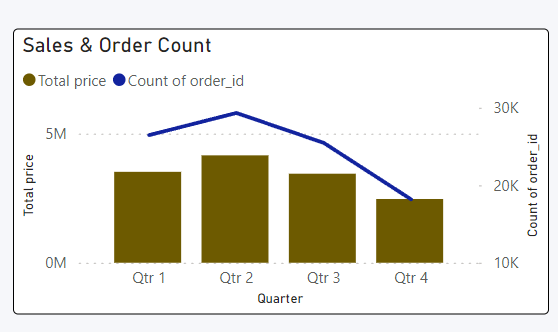 Sales & Order Count
Total price Count of order_id
30K
5M
20K
0M
10K
Total price
Count of order_id
Qtr 1 Qtr 2 Qtr 3 Qtr 4
Quarter